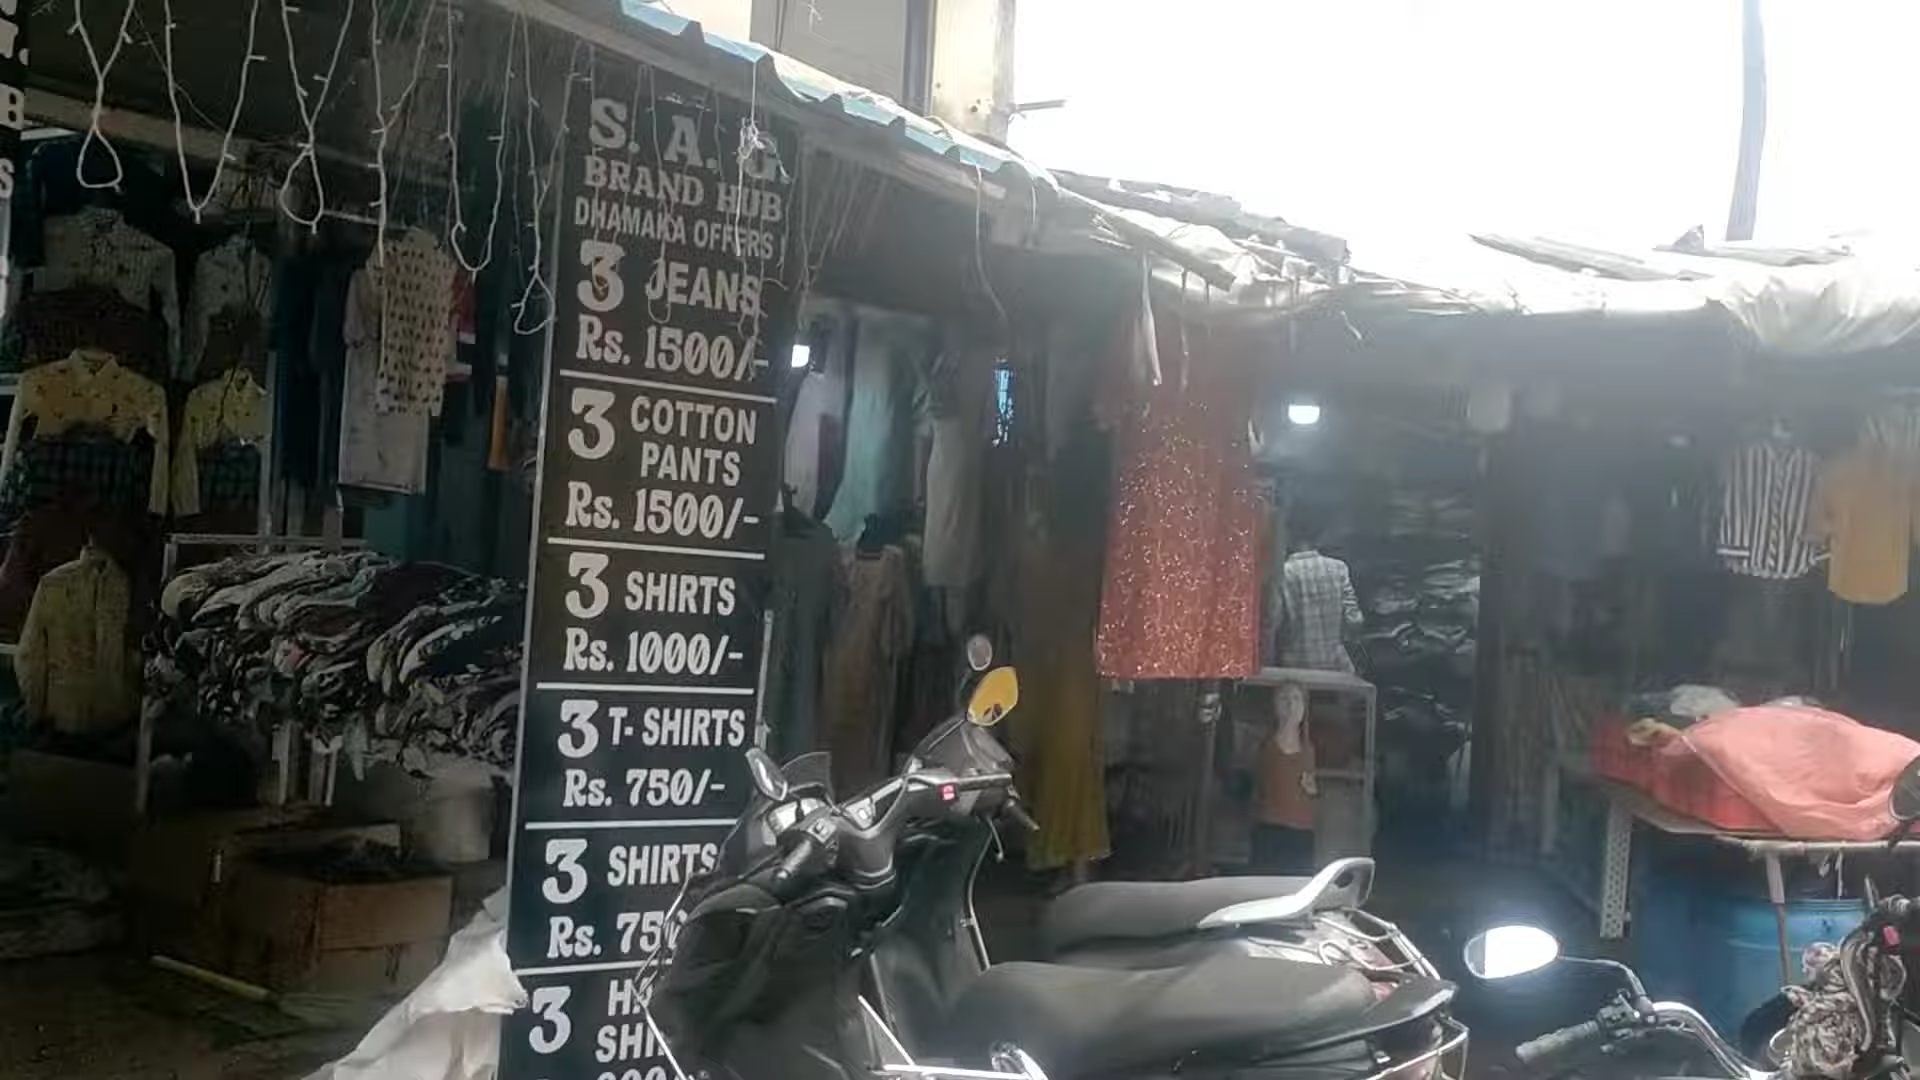 S. A. G.
BRAND HUB
DHAMAKA OFFERS
3 JEANS
Rs. 1500/-
3 COTTON
PANTS
Rs. 1500/-
3 SHIRTS
Rs. 1000/-
3 T- SHIRTS
Rs. 750/-
3 SHIRTS
Rs. 750
3